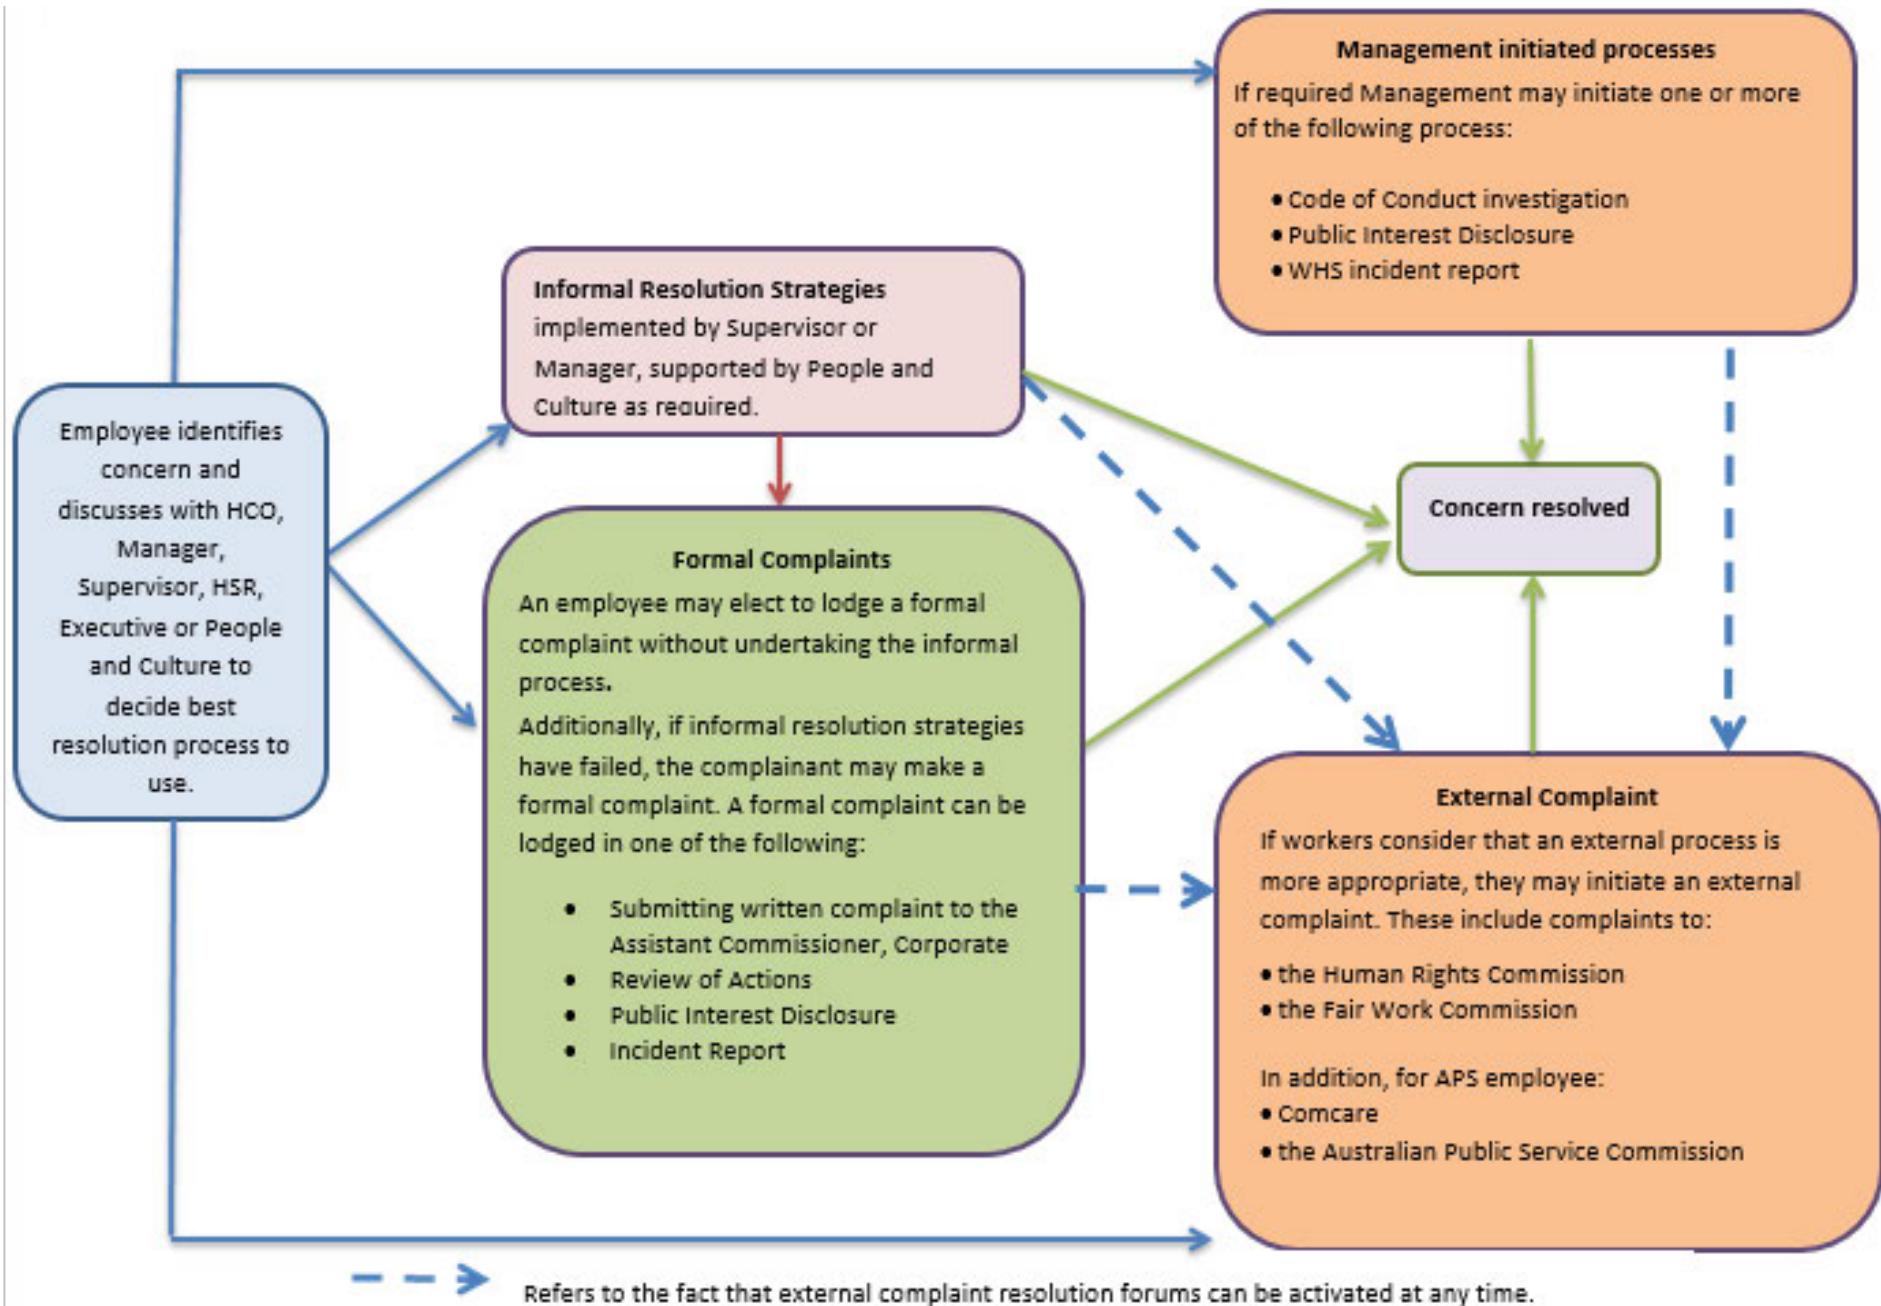 Management initiated processes
If required Management may initiate one or more
of the following process:
• Code of Conduct investigation
• Public Interest Disclosure
• WHS incident report
Informal Resolution Strategies
implemented by Supervisor or
Manager, supported by People and
Culture as required.
Employee identifies
concern and
discusses with HCO,
Manager,
Supervisor, HSR,
Executive or People
and Culture to
decide best
resolution process to
use.
Concern resolved
Formal Complaints
An employee may elect to lodge a formal
complaint without undertaking the informal
process.
Additionally, if informal resolution strategies
have failed, the complainant may make a
formal complaint. A formal complaint can be
lodged in one of the following:
• Submitting written complaint to the
Assistant Commissioner, Corporate
• Review of Actions
• Public Interest Disclosure
• Incident Report
External Complaint
If workers consider that an external process is
more appropriate, they may initiate an external
complaint. These include complaints to:
• the Human Rights Commission
• the Fair Work Commission
In addition, for APS employee:
• Comcare
• the Australian Public Service Commission
Refers to the fact that external complaint resolution forums can be activated at any time.